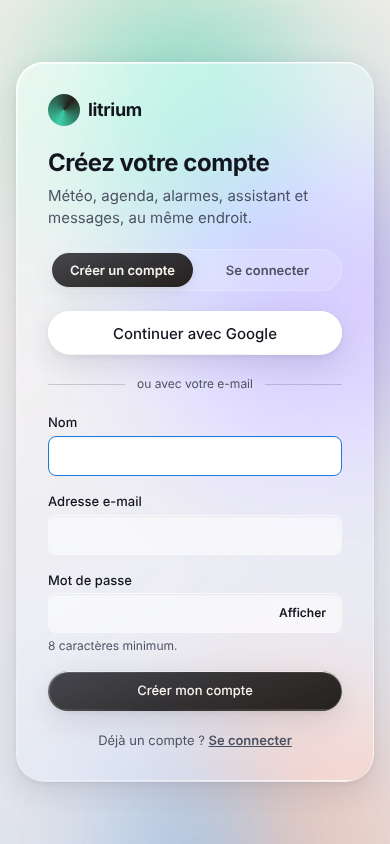 litrium
Créez votre compte
Météo, agenda, alarmes, assistant et
messages, au même endroit.
Créer un compte
Se connecter
Continuer avec Google
ou avec votre e-mail
Nom
Adresse e-mail
Mot de passe
Afficher
8 caractères minimum.
Créer mon compte
Déjà un compte ? Se connecter